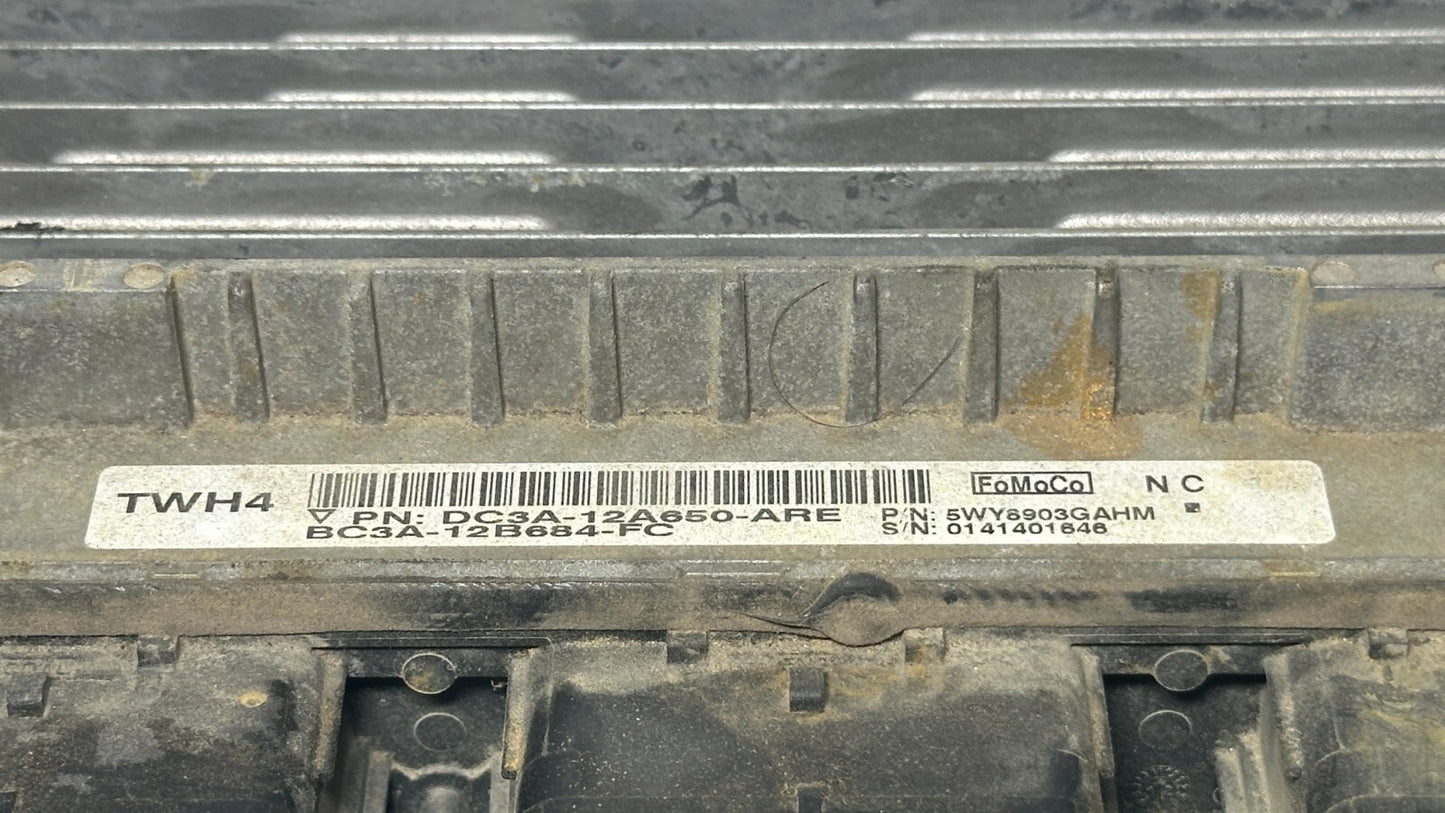 TWH4
PN: DC3A-12A650-ARE
BC3A-12B684-FC
FoMoCo N C
P/N: 5WY8903GAHM
S/N: 0141401646